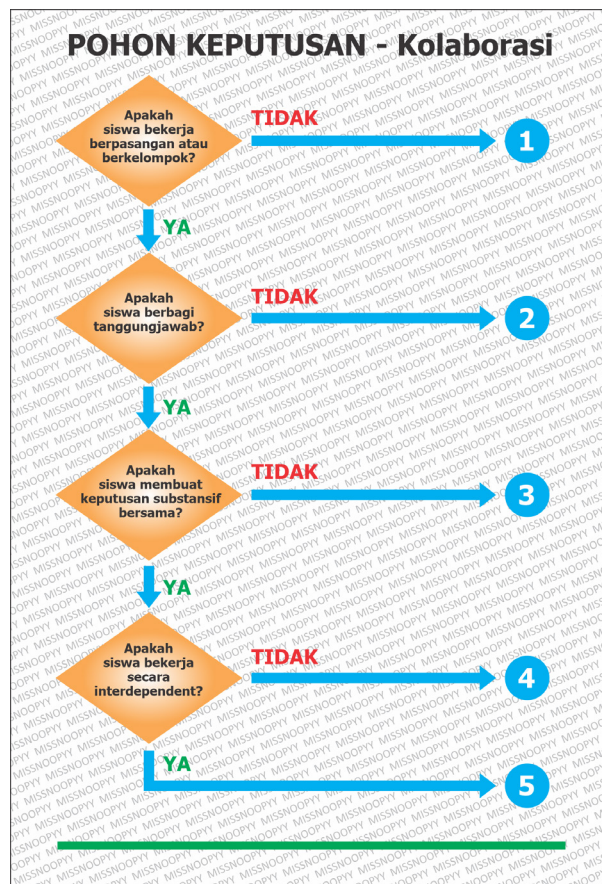 POHON KEPUTUSAN - Kolaborasi
Apakah
siswa bekerja
berpasangan atau
berkelompok?
TIDAK
1
YA
Apakah
siswa berbagi
tanggungjawab?
TIDAK
2
YA
Apakah
siswa membuat
keputusan substansif
bersama?
TIDAK
3
YA
Apakah
siswa bekerja
secara
interdependent?
TIDAK
4
YA
5
MISSNOOPYY